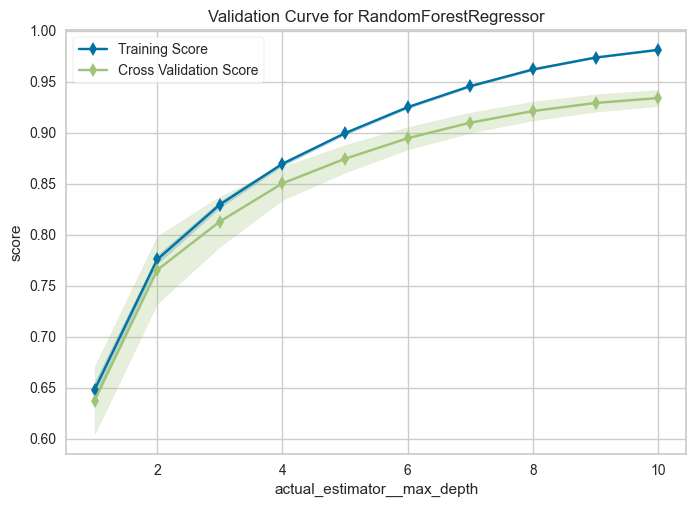 Validation Curve for RandomForestRegressor
Training Score
Cross Validation Score
1.00
0.95
0.90
0.85
0.80
0.75
0.70
0.65
0.60
score
2 4 6 8 10
actual_estimator__max_depth